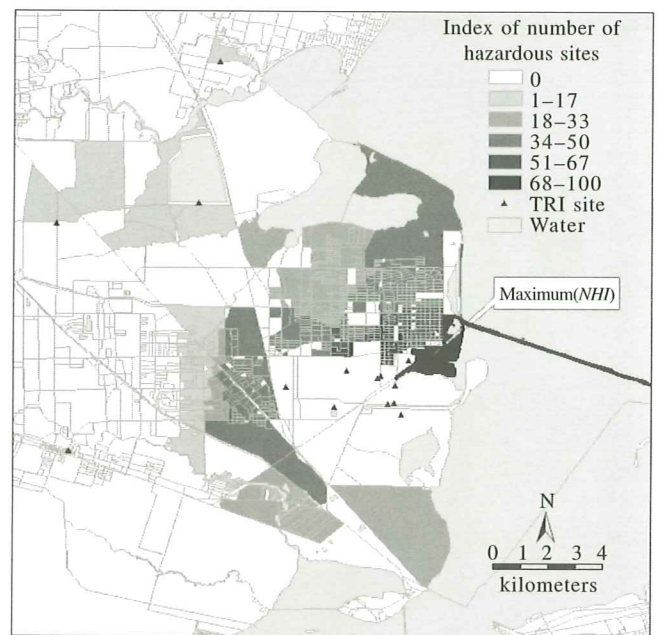 Index of number of
hazardous sites
0
1–17
18–33
34–50
51–67
68–100
TRI site
Water
Maximum(NHI)
N
0 1 2 3 4
kilometers